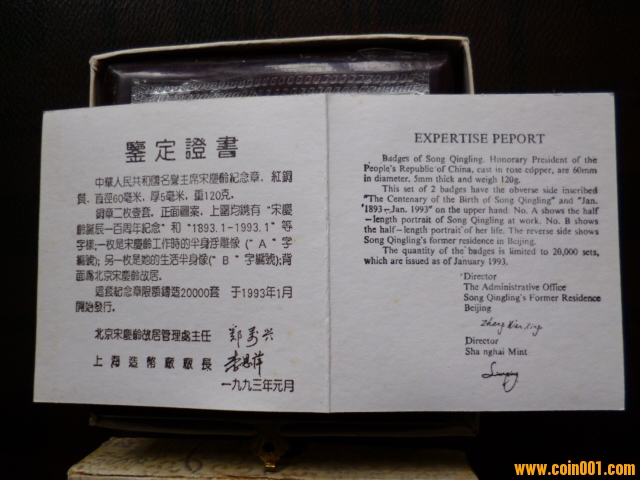 鑒定證書
中華人民共和國名譽主席宋慶齡紀念章，紅銅
質、直徑60毫米，厚5毫米，重120克。
銅章二枚壹套，正面圖案，上圖均鐫有“宋慶
齡誕辰一百周年紀念”和“1893.1-1993.1”等
字樣；一枚是宋慶齡工作時的半身浮雕像(“A”字
編號)；另一枚是她的生活半身像(“B”字編號)；背
面爲北京宋慶齡故居。
這套紀念章限額鑄造20000套 于1993年1月
開始發行。
北京宋慶齡故居管理處主任
上海造幣廠廠長
一九九三年元月
EXPERTISE PEPORT
Badges of Song Qingling. Honorary President of the
People's Republic of China, cast in rose copper, are 60mm
in diameter, 5mm thick and weigh 120g.
This set of 2 badges have the obverse side inscribed
"The Centenary of the Birth of Song Qingling" and "Jan.
1893-Jan. 1993" on the upper hand: No. A shows the half
-length portrait of Song Qingling at work. No. B shows
the half-length portrait of her life. The reverse side shows
Song Qingling's former residence in Beijing.
The quantity of the badges is limited to 20,000 sets,
which are issued as of January 1993.
Director
The Administrative Office
Song Qingling's Former Residence
Beijing
Director
Sha nghai Mint
www.coin001.com